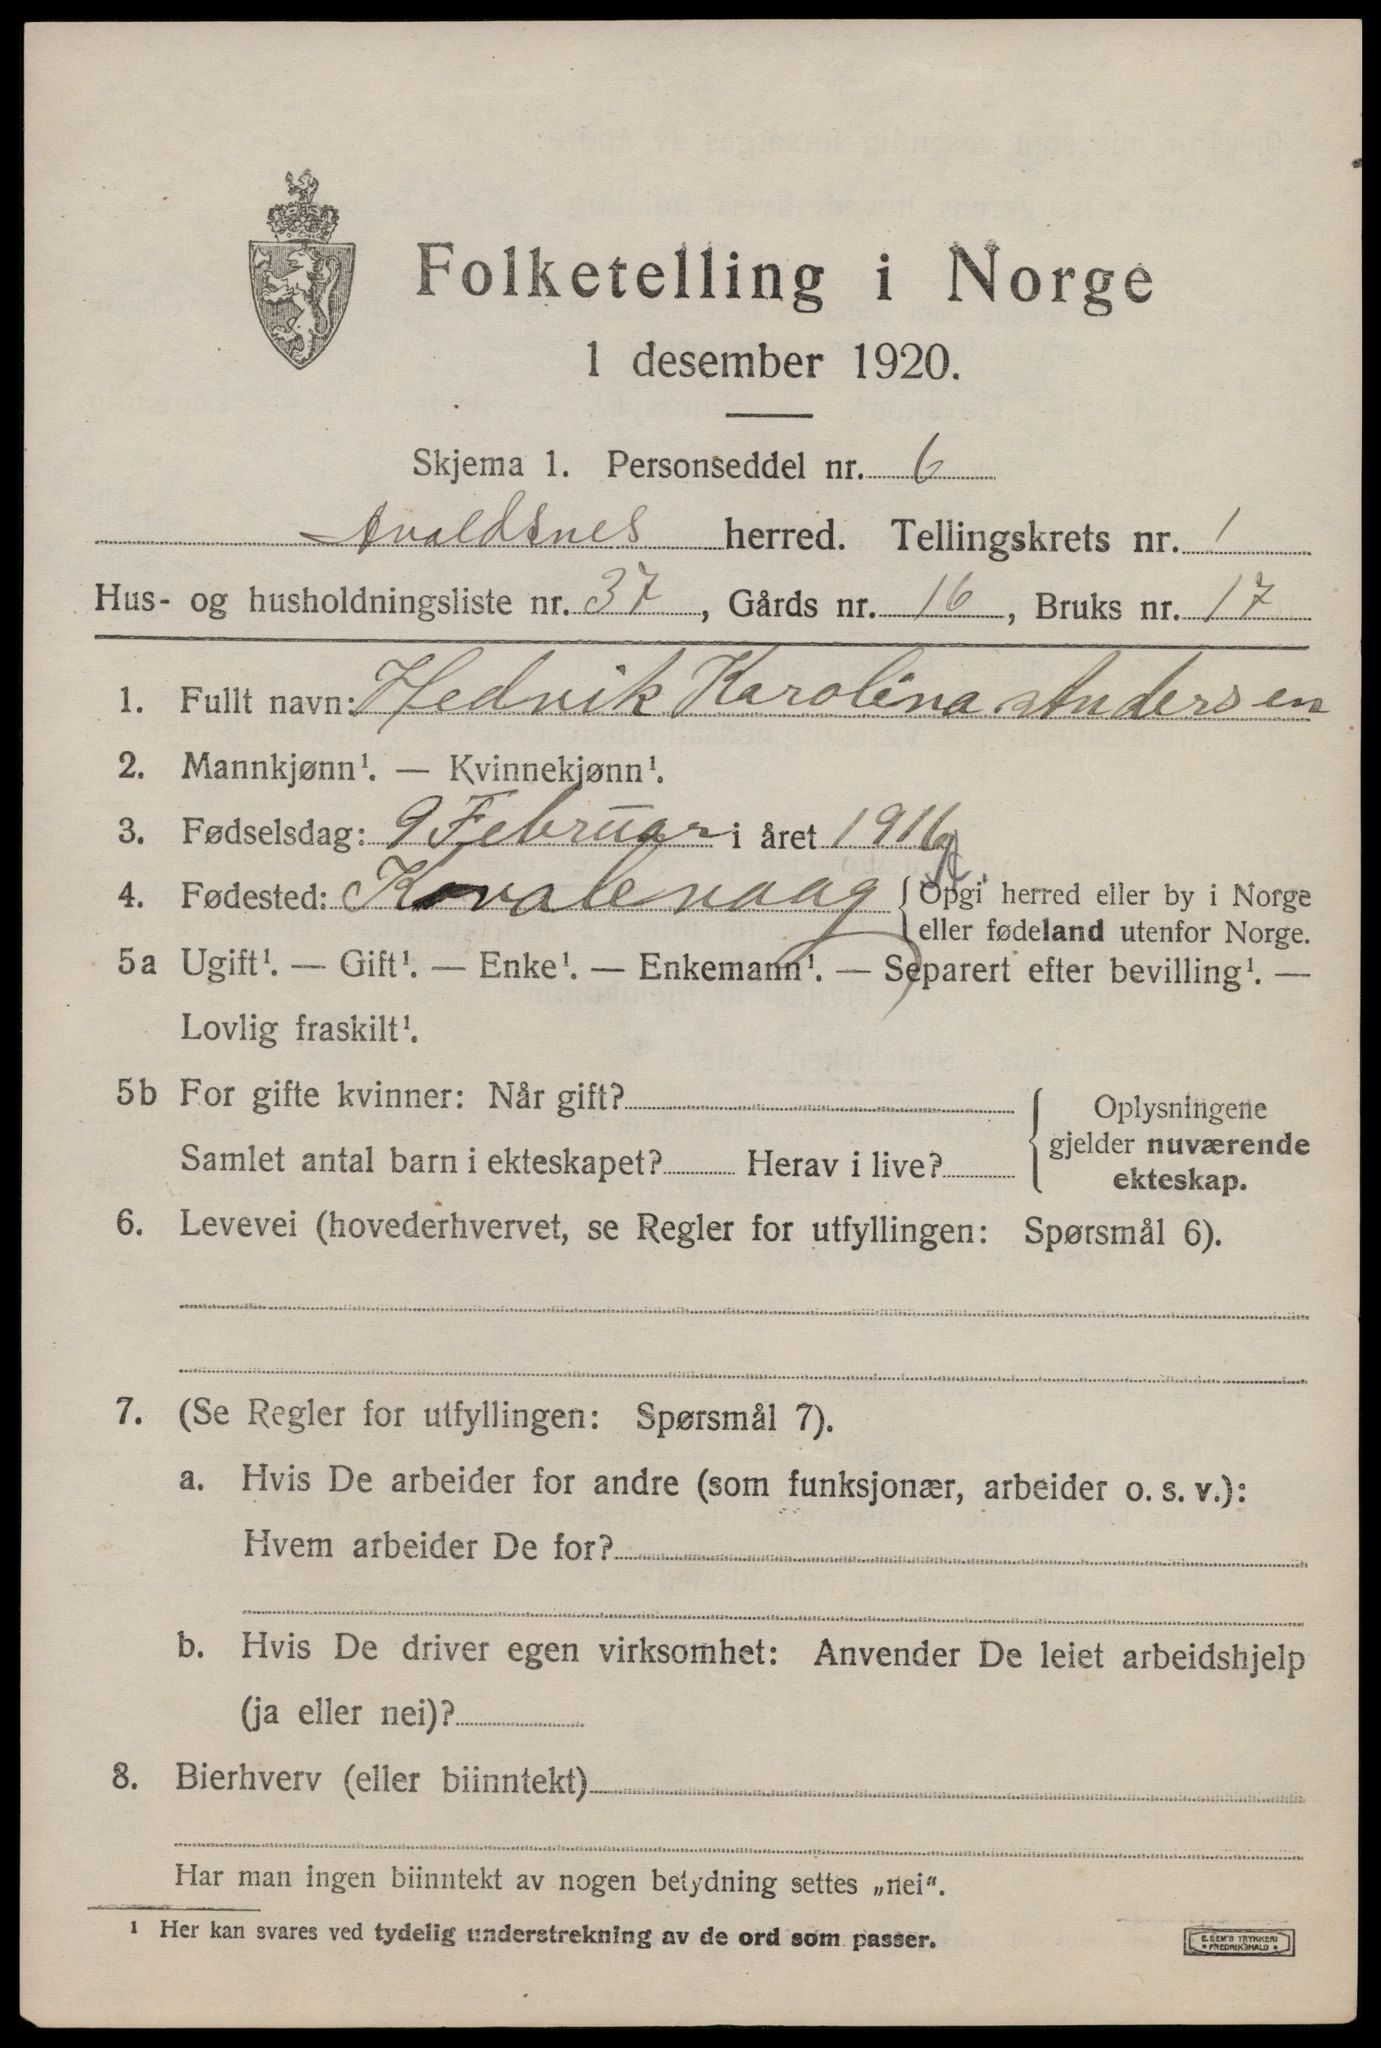 Folketelling i Norge
1 desember 1920.
Skjema 1. Personseddel nr. 6
Avaldsnes herred. Tellingskrets nr. 1
Hus- og husholdningsliste nr. 37, Gårds nr. 16, Bruks nr. 17
1. Fullt navn: Hedvik Karolina Andersen
2. Mannkjønn¹. — Kvinnekjønn¹.
3. Fødselsdag: 9 Februar i året 1916
4. Fødested: Kvalevaag { Opgi herred eller by i Norge
eller fødeland utenfor Norge.
A.
5a Ugift¹. — Gift¹. — Enke¹. — Enkemann¹. — Separert efter bevilling¹. —
Lovlig fraskilt¹.
5b For gifte kvinner: Når gift?
Samlet antal barn i ekteskapet? Herav i live?
{ Oplysningene
gjelder nuværende
ekteskap.
6. Levevei (hovederhvervet, se Regler for utfyllingen: Spørsmål 6).
7. (Se Regler for utfyllingen: Spørsmål 7).
a. Hvis De arbeider for andre (som funksjonær, arbeider o. s. v.):
Hvem arbeider De for?
b. Hvis De driver egen virksomhet: Anvender De leiet arbeidshjelp
(ja eller nei)?
8. Bierhverv (eller biinntekt)
Har man ingen biinntekt av nogen betydning settes „nei“.
¹ Her kan svares ved tydelig understrekning av de ord som passer.
E. SEM'S TRYKKERI
* FREDRIKSHALD *